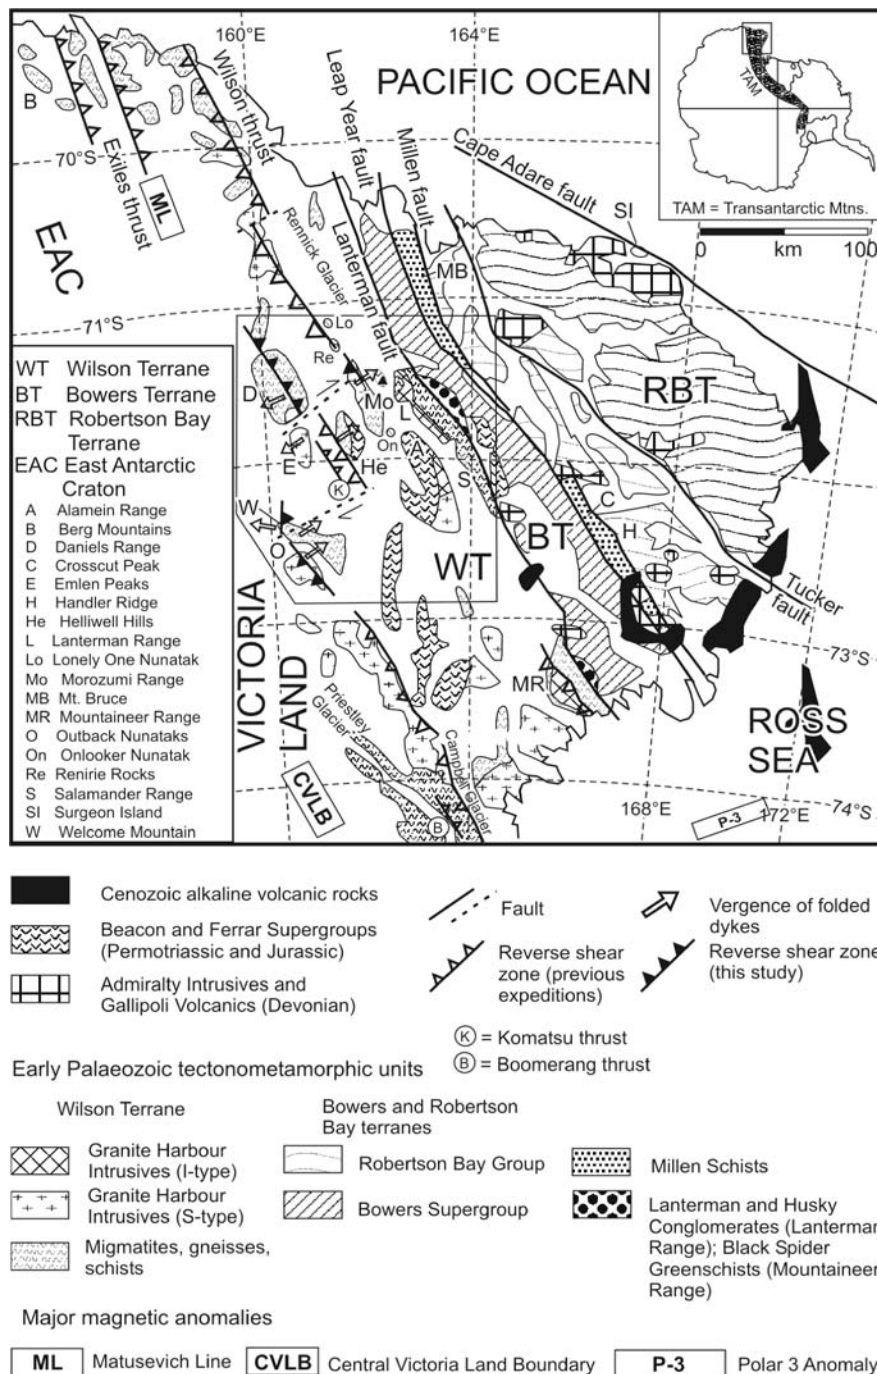 160°E
164°E
PACIFIC OCEAN
TAM
TAM = Transantarctic Mtns.
0
km
100
B
Exiles thrust
Wilson thrust
Leap Year fault
Millen fault
Cape Adare fault
SI
70°S
ML
EAC
Rennick Glacier
Lanterman fault
MB
71°S
Lo
Re
RBT
D
Mo
L
On
E
He
A
S
K
C
W
BT
H
O
WT
Tucker fault
VICTORIA LAND
73°S
MR
Priestley Glacier
Campbell Glacier
ROSS SEA
CVLB
B
168°E
P-3
172°E
74°S
WT Wilson Terrane
BT Bowers Terrane
RBT Robertson Bay
Terrane
EAC East Antarctic
Craton
A Alamein Range
B Berg Mountains
D Daniels Range
C Crosscut Peak
E Emlen Peaks
H Handler Ridge
He Helliwell Hills
L Lanterman Range
Lo Lonely One Nunatak
Mo Morozumi Range
MB Mt. Bruce
MR Mountaineer Range
O Outback Nunataks
On Onlooker Nunatak
Re Renirie Rocks
S Salamander Range
SI Surgeon Island
W Welcome Mountain
Cenozoic alkaline volcanic rocks
Beacon and Ferrar Supergroups
(Permotriassic and Jurassic)
Admiralty Intrusives and
Gallipoli Volcanics (Devonian)
Fault
Reverse shear
zone (previous
expeditions)
Vergence of folded
dykes
Reverse shear zone
(this study)
K = Komatsu thrust
B = Boomerang thrust
Early Palaeozoic tectonometamorphic units
Wilson Terrane
Granite Harbour
Intrusives (I-type)
Granite Harbour
Intrusives (S-type)
Migmatites, gneisses,
schists
Bowers and Robertson
Bay terranes
Robertson Bay Group
Bowers Supergroup
Millen Schists
Lanterman and Husky
Conglomerates (Lanterman
Range); Black Spider
Greenschists (Mountaineer
Range)
Major magnetic anomalies
ML Matusevich Line
CVLB Central Victoria Land Boundary
P-3 Polar 3 Anomaly